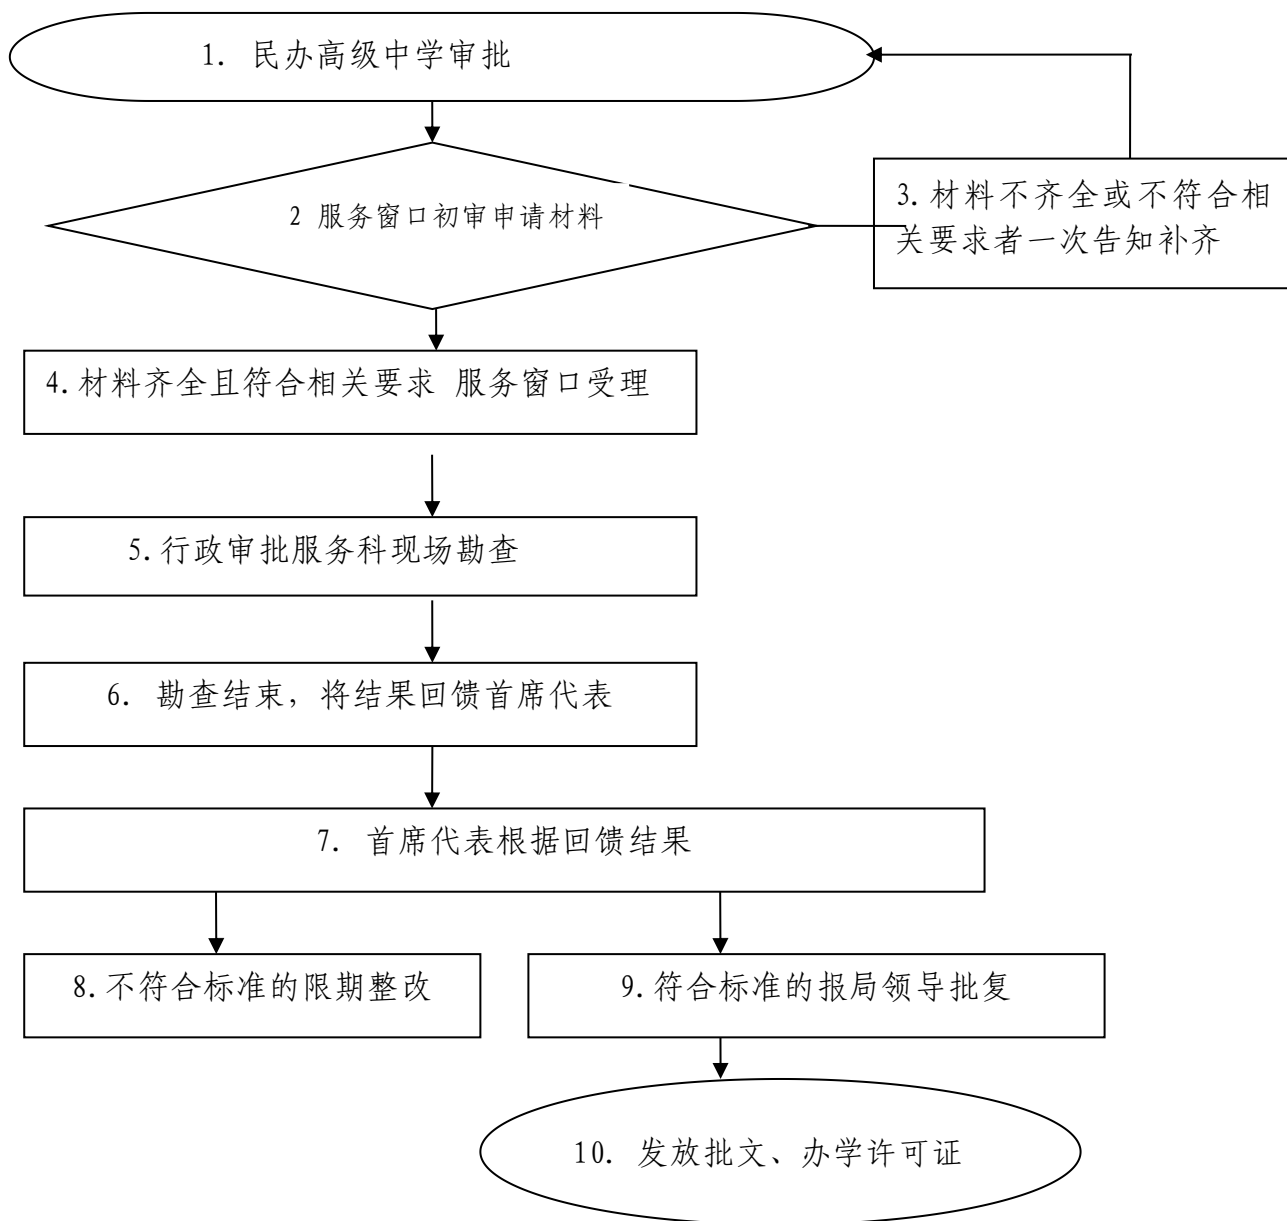 1. 民办高级中学审批
2 服务窗口初审申请材料
3.材料不齐全或不符合相
关要求者一次告知补齐
4.材料齐全且符合相关要求 服务窗口受理
5.行政审批服务科现场勘查
6. 勘查结束，将结果回馈首席代表
7. 首席代表根据回馈结果
8.不符合标准的限期整改
9.符合标准的报局领导批复
10. 发放批文、办学许可证